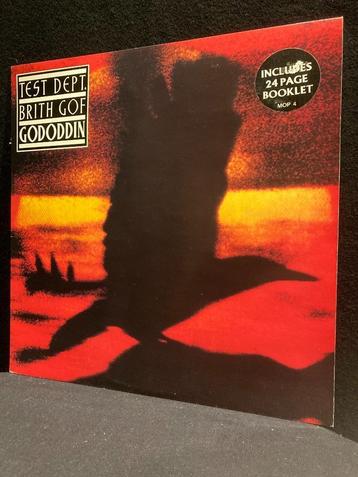 TEST DEPT.
BRITH GOF
GODODDIN
INCLUDES
24 PAGE
BOOKLET
MOP 4